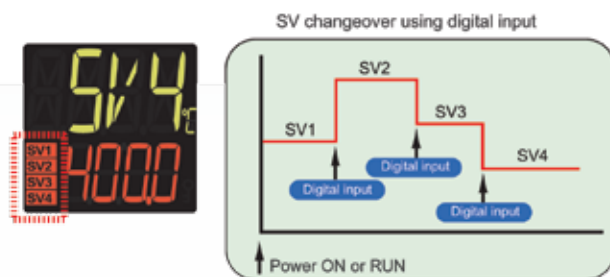 SV changeover using digital input
SV4
°C
SV1
SV2
SV3
SV4
400.0
SV1
SV2
SV3
SV4
Digital input
Digital input
Digital input
Power ON or RUN